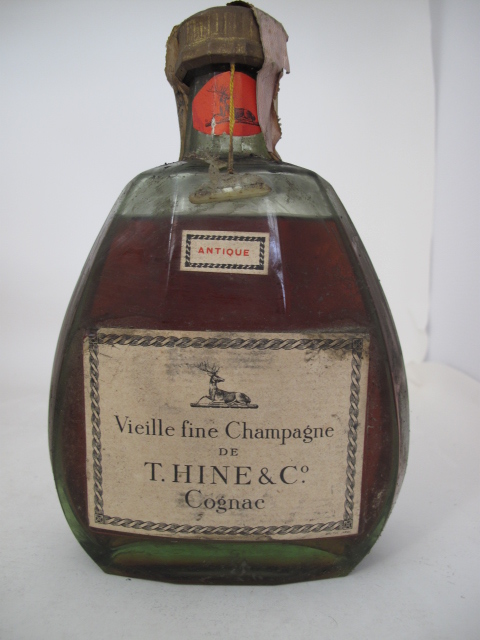 ANTIQUE
Vieille fine Champagne
DE
T. HINE & Cº.
Cognac